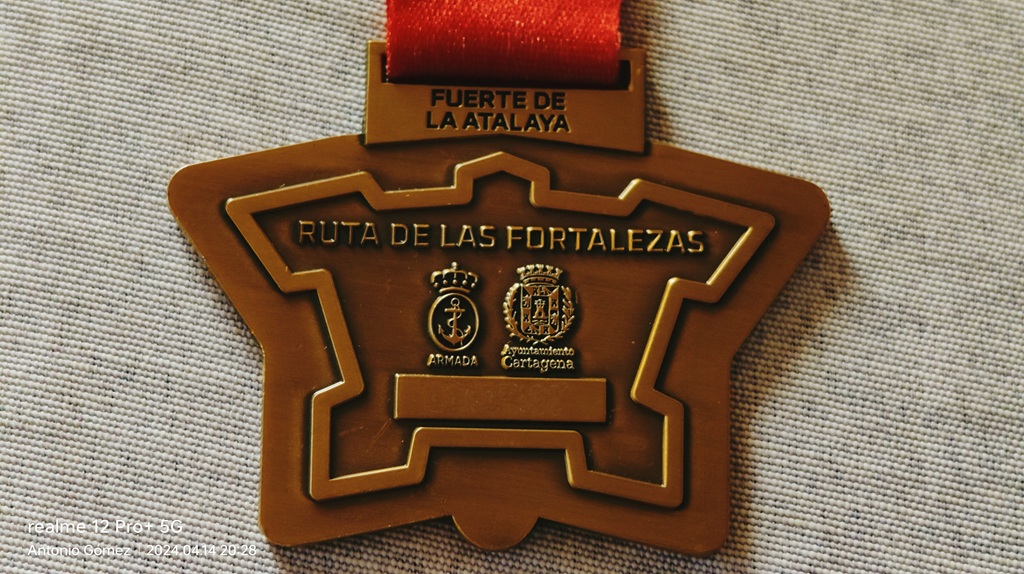 FUERTE DE
LA ATALAYA
RUTA DE LAS FORTALEZAS
ARMADA
Ayuntamiento
Cartagena
realme 12 Pro+ 5G
Antonio Gómez | 2024.04.14 20:28